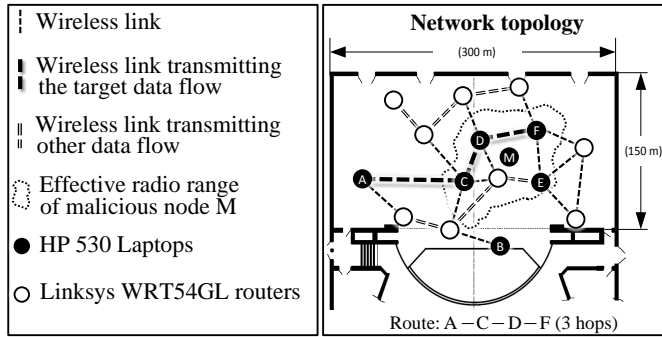 Wireless link
Wireless link transmitting
the target data flow
Wireless link transmitting
other data flow
Effective radio range
of malicious node M
HP 530 Laptops
Linksys WRT54GL routers
Network topology
(300 m)
(150 m)
D
F
M
A
C
E
B
Route: A – C – D – F (3 hops)